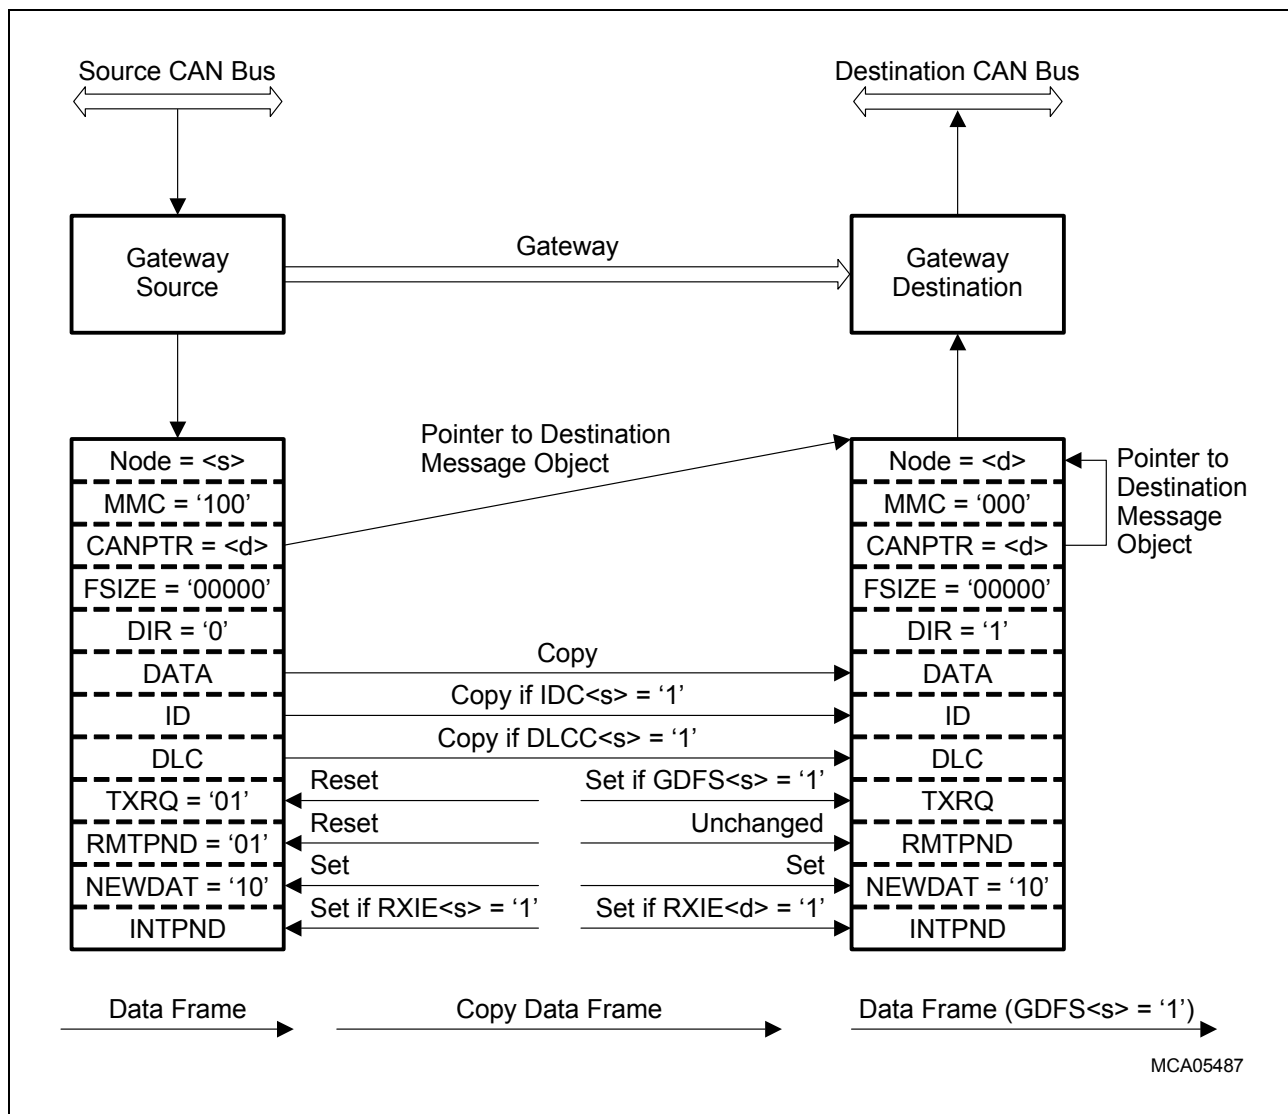 Source CAN Bus
Destination CAN Bus
Gateway
Source
Gateway
Gateway
Destination
Pointer to Destination
Message Object
Node = <s>
MMC = ‘100’
CANPTR = <d>
FSIZE = ‘00000’
DIR = ‘0’
DATA
ID
DLC
TXRQ = ‘01’
RMTPND = ‘01’
NEWDAT = ‘10’
INTPND
Copy
Copy if IDC<s> = ‘1’
Copy if DLCC<s> = ‘1’
Reset
Set if GDFS<s> = ‘1’
Reset
Unchanged
Set
Set
Set if RXIE<s> = ‘1’
Set if RXIE<d> = ‘1’
Node = <d>
MMC = ‘000’
CANPTR = <d>
FSIZE = ‘00000’
DIR = ‘1’
DATA
ID
DLC
TXRQ
RMTPND
NEWDAT = ‘10’
INTPND
Pointer to
Destination
Message
Object
Data Frame
Copy Data Frame
Data Frame (GDFS<s> = ‘1’)
MCA05487